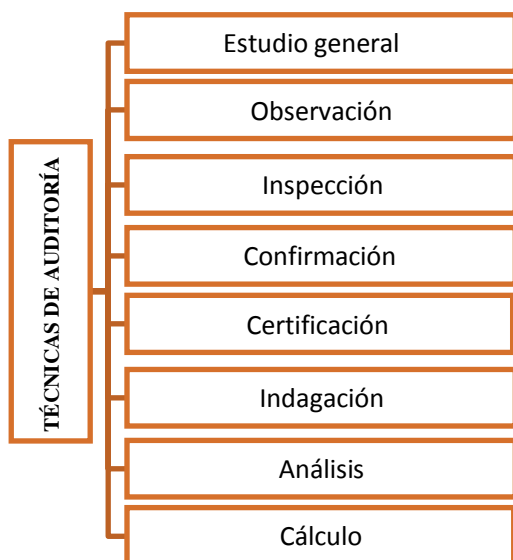 TÉCNICAS DE AUDITORÍA
Estudio general
Observación
Inspección
Confirmación
Certificación
Indagación
Análisis
Cálculo